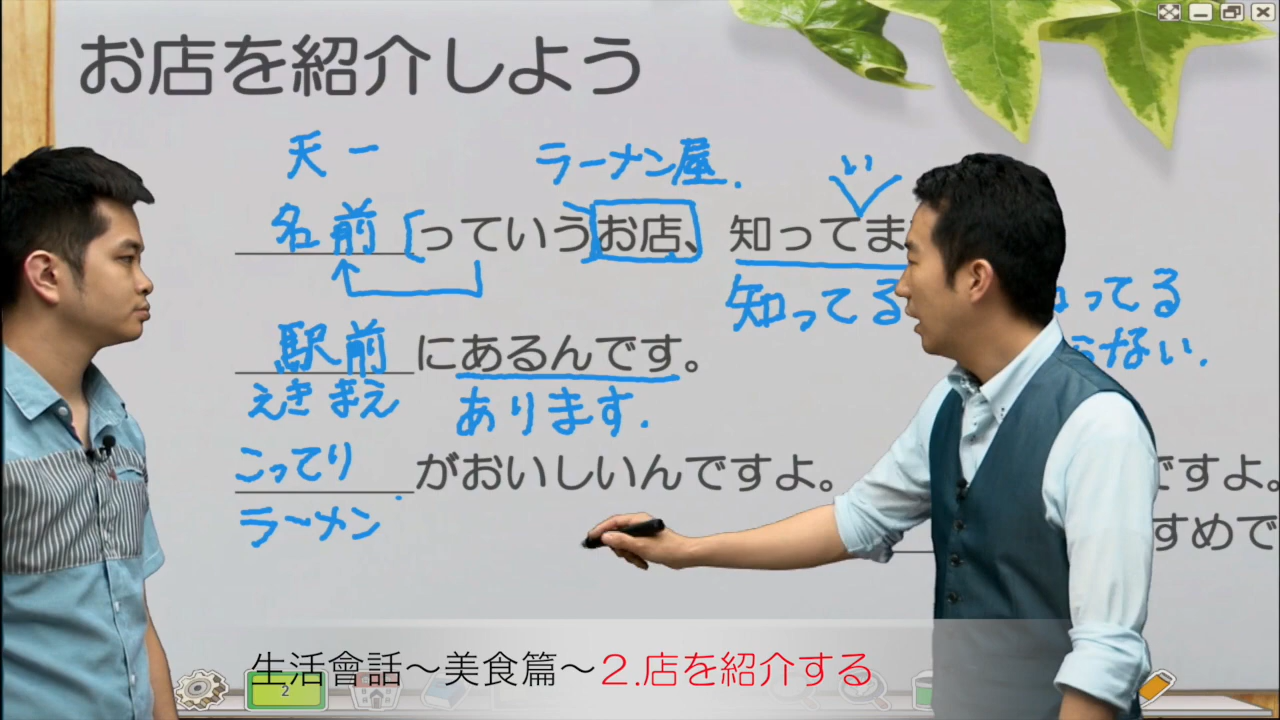 お店を紹介しよう
天一 ラーメン屋.
い
名前 っていうお店、知ってま
知ってる ってる
らない.
駅前 にあるんです。
えきまえ あります.
こってり がおいしいんですよ。 ですよ。
ラーメン すめで
2
生活會話～美食篇～２.店を紹介する